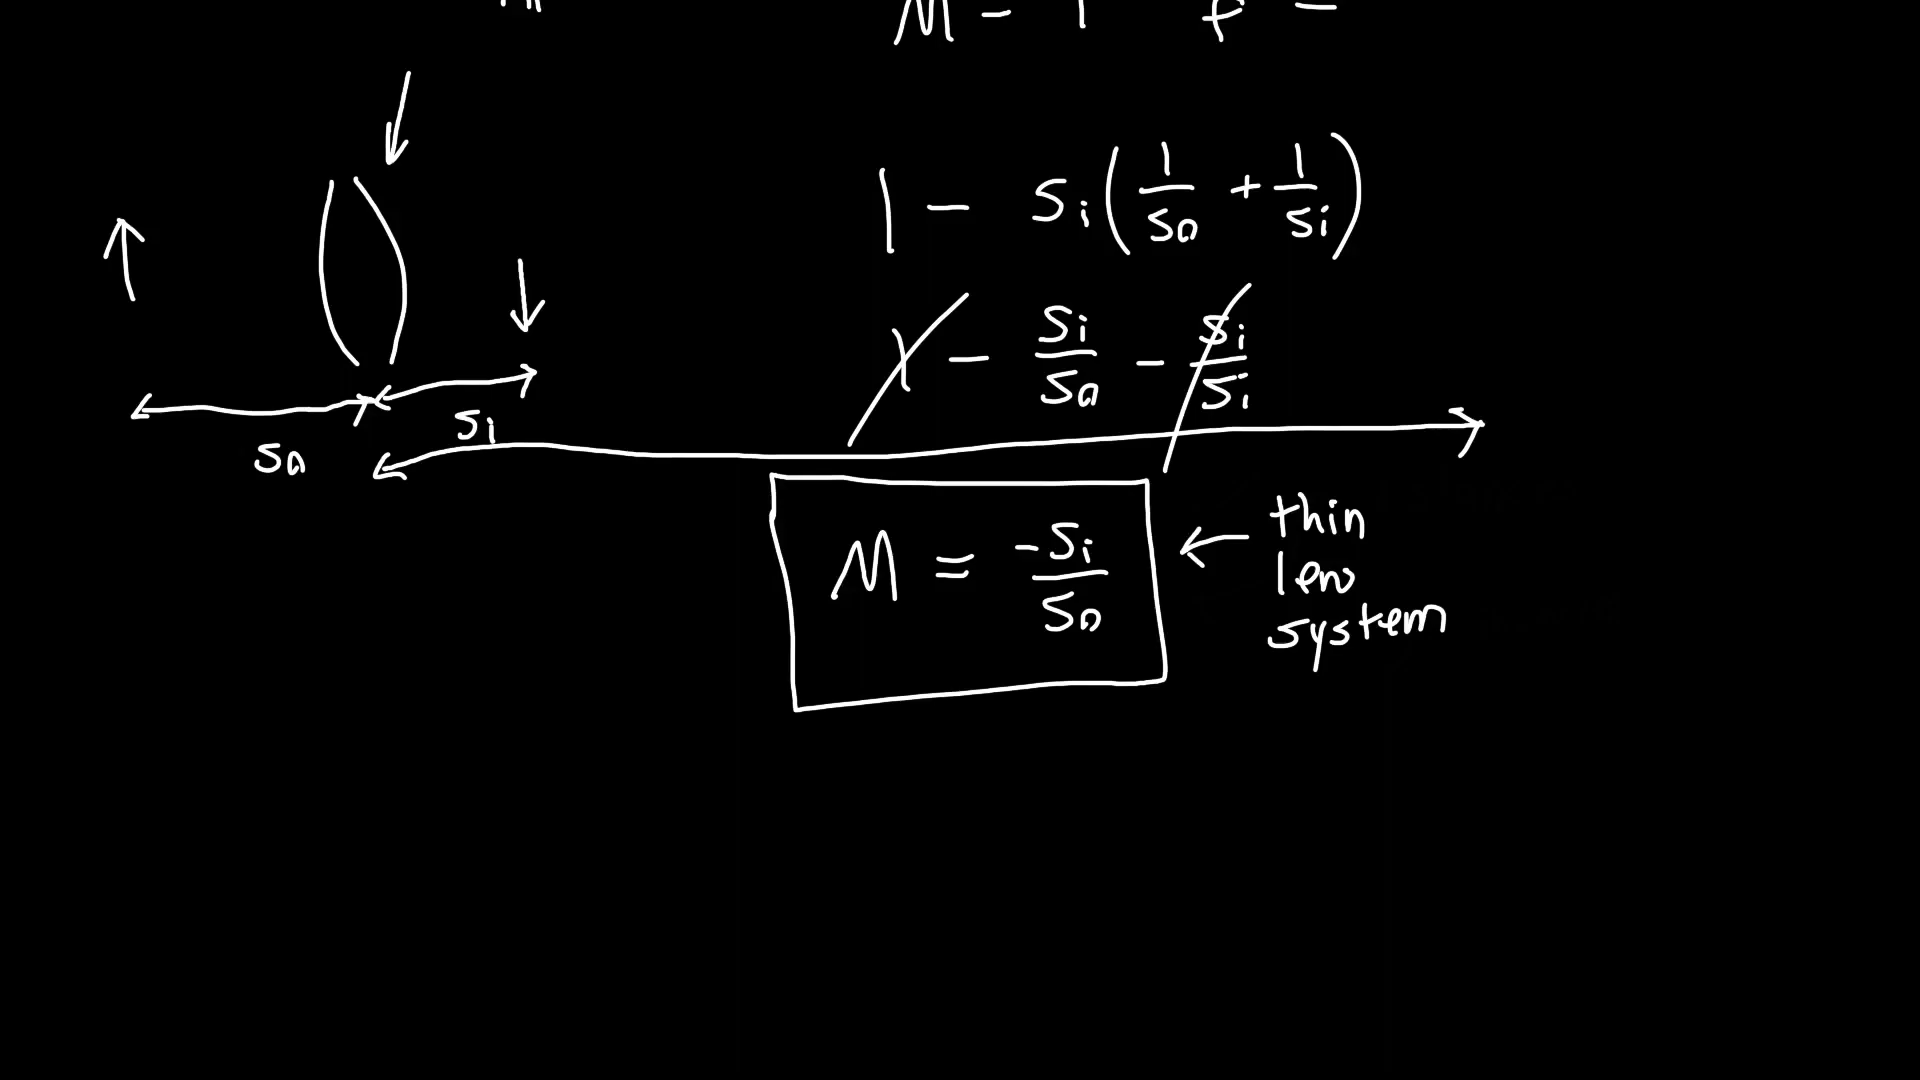 1 - Si(1/So + 1/Si)
1 - Si/So - Si/Si
Si
So
M = -Si/So
thin
lens
system